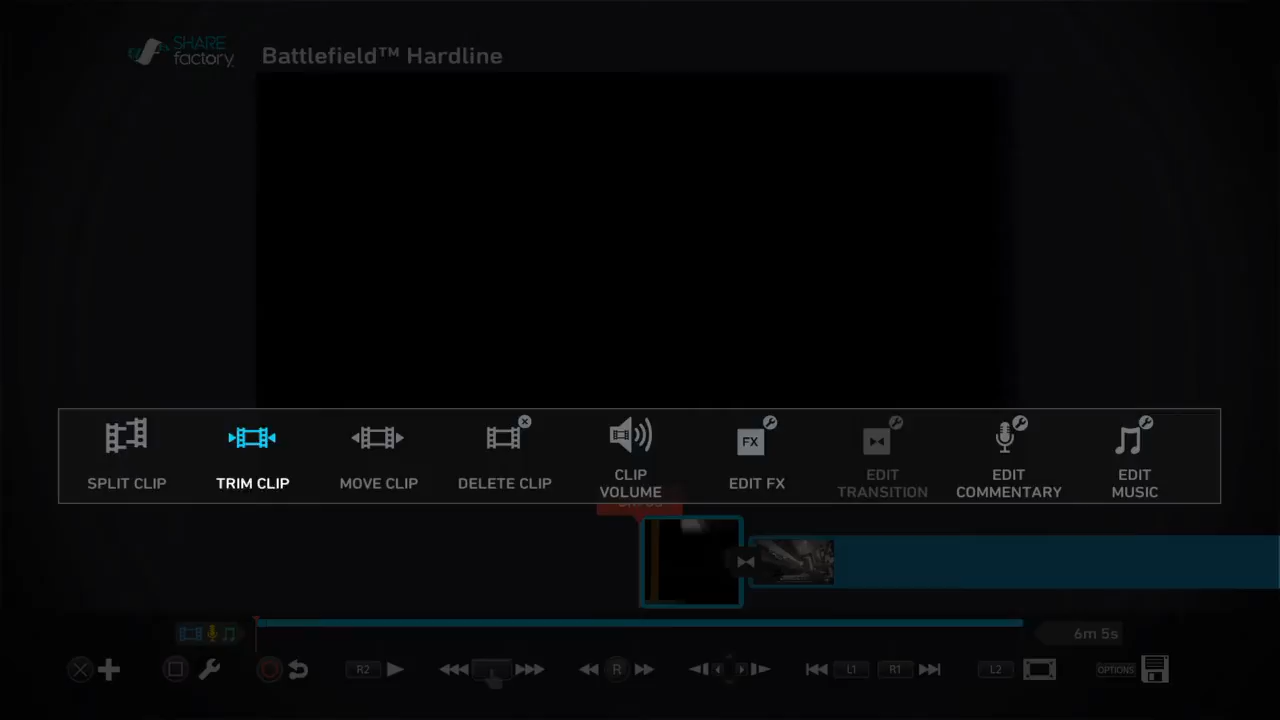 SHARE
factory™
Battlefield™ Hardline
SPLIT CLIP
TRIM CLIP
MOVE CLIP
DELETE CLIP
CLIP
VOLUME
FX
EDIT FX
EDIT
TRANSITION
EDIT
COMMENTARY
EDIT
MUSIC
6m 5s
R2
R
L1
R1
L2
OPTIONS